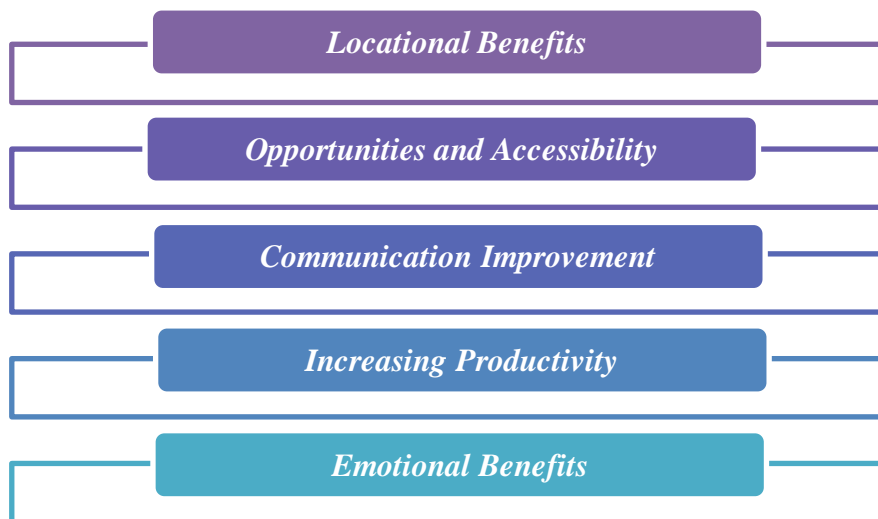 Locational Benefits
Opportunities and Accessibility
Communication Improvement
Increasing Productivity
Emotional Benefits